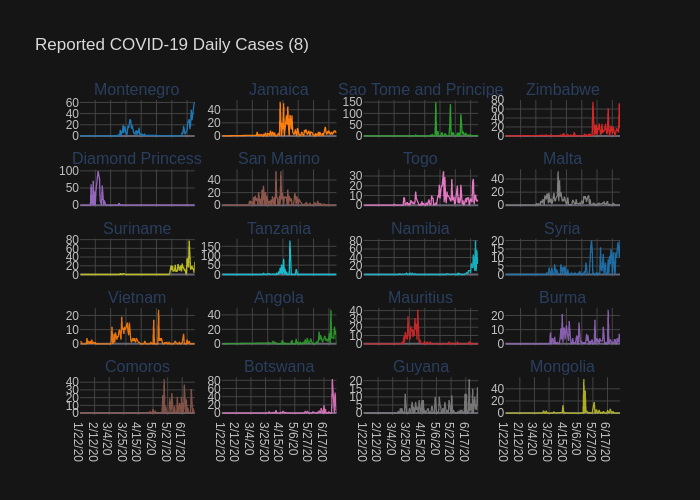 Reported COVID-19 Daily Cases (8)
Montenegro Jamaica Sao Tome and Principe Zimbabwe
60 40 20 0 40 20 0 150 100 50 0 80 60 40 20 0
Diamond Princess San Marino Togo Malta
100 50 0 40 20 0 30 20 10 0 40 20 0
Suriname Tanzania Namibia Syria
80 60 40 20 0 150 100 50 0 80 60 40 20 0 20 15 10 5 0
Vietnam Angola Mauritius Burma
20 10 0 40 20 0 40 30 20 10 0 20 10 0
Comoros Botswana Guyana Mongolia
40 30 20 10 0 80 60 40 20 0 20 15 10 5 0 40 20 0
1/22/20 2/12/20 3/4/20 3/25/20 4/15/20 5/6/20 5/27/20 6/17/20 1/22/20 2/12/20 3/4/20 3/25/20 4/15/20 5/6/20 5/27/20 6/17/20 1/22/20 2/12/20 3/4/20 3/25/20 4/15/20 5/6/20 5/27/20 6/17/20 1/22/20 2/12/20 3/4/20 3/25/20 4/15/20 5/6/20 5/27/20 6/17/20